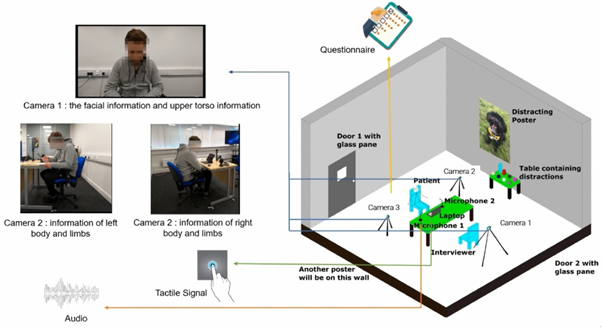 Questionnaire
Camera 1 : the facial information and upper torso information
Camera 2 : information of left
body and limbs
Camera 2 : information of right
body and limbs
Tactile Signal
Audio
Distracting
Poster
Door 1 with
glass pane
Table containing
distractions
Camera 2
Patient
Microphone 2
Camera 3
Laptop
Microphone 1
Camera 1
Interviewer
Another poster
will be on this wall
Door 2 with
glass pane